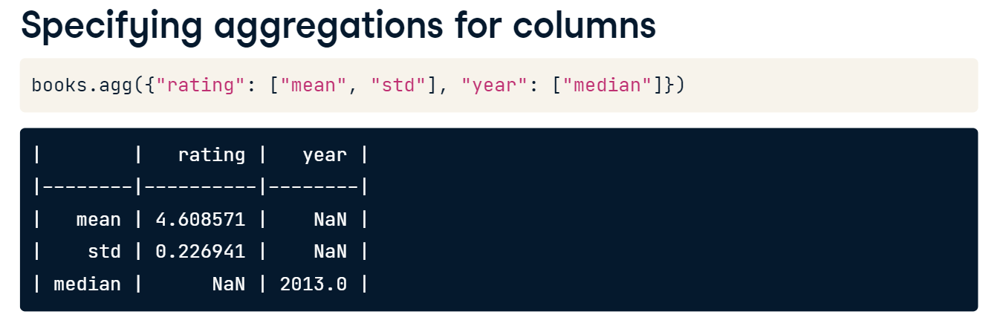 Specifying aggregations for columns
books.agg({"rating": ["mean", "std"], "year": ["median"]})
|        |   rating |   year |
|--------|----------|--------|
|   mean | 4.608571 |    NaN |
|    std | 0.226941 |    NaN |
| median |      NaN | 2013.0 |